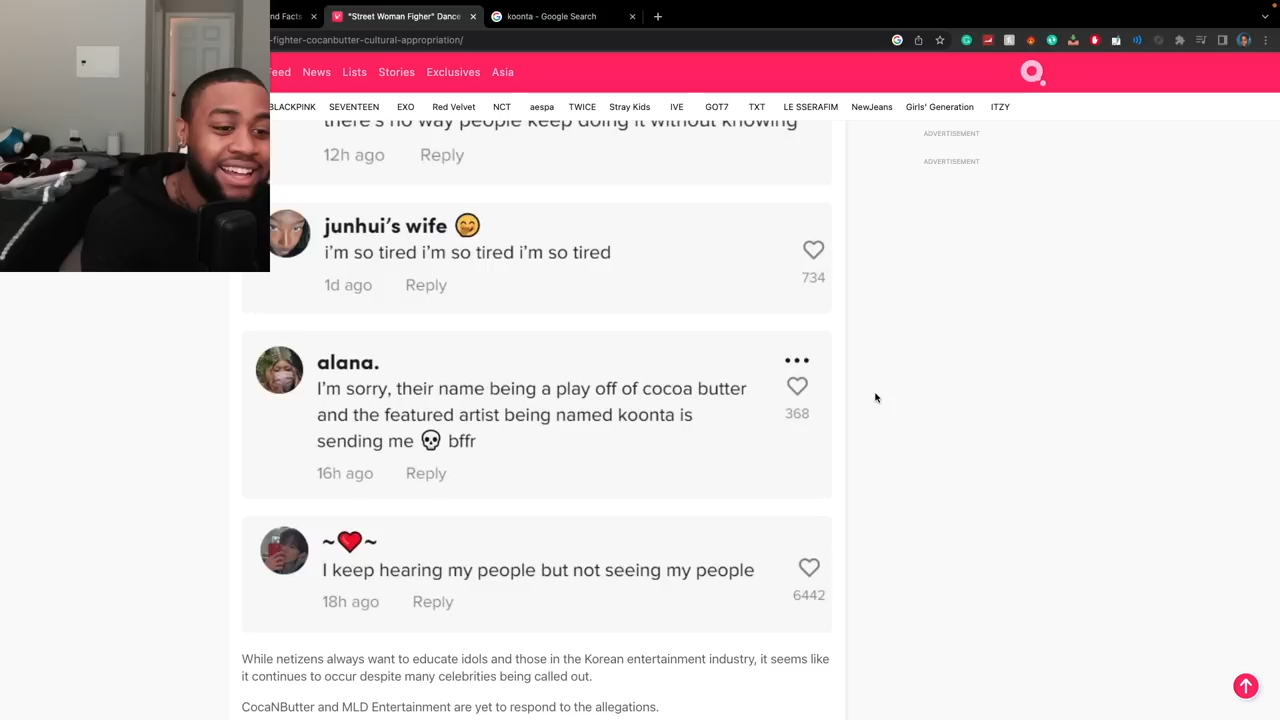 nd Facts
"Street Woman Figher" Dance
koonta - Google Search
-fighter-cocanbutter-cultural-appropriation/
eed News Lists Stories Exclusives Asia
BLACKPINK SEVENTEEN EXO Red Velvet NCT aespa TWICE Stray Kids IVE GOT7 TXT LE SSERAFIM NewJeans Girls' Generation ITZY
ADVERTISEMENT
ADVERTISEMENT
there's no way people keep doing it without knowing
12h ago Reply
junhui's wife 😋
i'm so tired i'm so tired i'm so tired
734
1d ago Reply
alana.
I'm sorry, their name being a play off of cocoa butter
and the featured artist being named koonta is
sending me 💀 bffr
368
16h ago Reply
~❤️~
I keep hearing my people but not seeing my people
6442
18h ago Reply
While netizens always want to educate idols and those in the Korean entertainment industry, it seems like
it continues to occur despite many celebrities being called out.
CocaNButter and MLD Entertainment are yet to respond to the allegations.